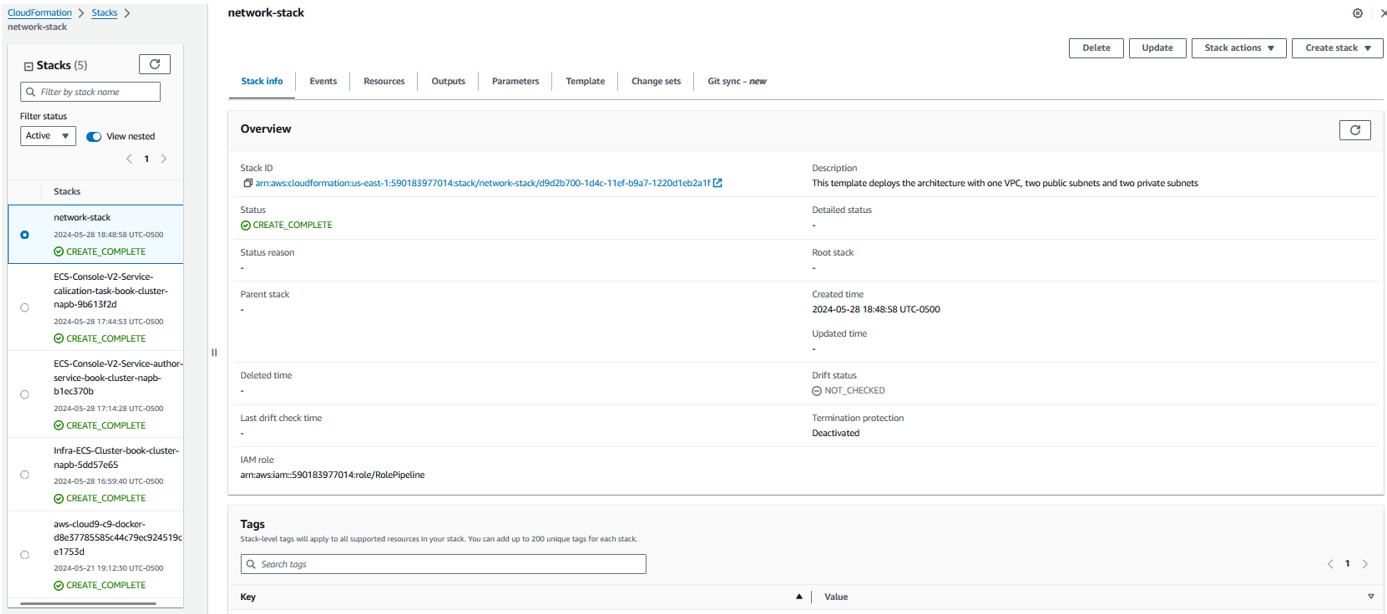 CloudFormation > Stacks >
network-stack
Stacks (5)
Filter by stack name
Filter status
Active
View nested
1
Stacks
network-stack
2024-05-28 18:48:58 UTC-0500
CREATE_COMPLETE
ECS-Console-V2-Service-
calication-task-book-cluster-
napb-9b613f2d
2024-05-28 17:44:53 UTC-0500
CREATE_COMPLETE
ECS-Console-V2-Service-author-
service-book-cluster-napb-
b1ec370b
2024-05-28 17:14:28 UTC-0500
CREATE_COMPLETE
Infra-ECS-Cluster-book-cluster-
napb-5dd57e65
2024-05-28 16:59:40 UTC-0500
CREATE_COMPLETE
aws-cloud9-c9-docker-
d8e37785585c44c79ec924519c
e1753d
2024-05-21 19:12:30 UTC-0500
CREATE_COMPLETE
network-stack
Delete
Update
Stack actions
Create stack
Stack info
Events
Resources
Outputs
Parameters
Template
Change sets
Git sync - new
Overview
Stack ID
arn:aws:cloudformation:us-east-1:590183977014:stack/network-stack/d9d2b700-1d4c-11ef-b9a7-1220d1eb2a1f
Description
This template deploys the architecture with one VPC, two public subnets and two private subnets
Status
CREATE_COMPLETE
Detailed status
-
Status reason
-
Root stack
-
Parent stack
-
Created time
2024-05-28 18:48:58 UTC-0500
Updated time
-
Deleted time
-
Drift status
NOT_CHECKED
Last drift check time
-
Termination protection
Deactivated
IAM role
arn:aws:iam::590183977014:role/RolePipeline
Tags
Stack-level tags will apply to all supported resources in your stack. You can add up to 200 unique tags for each stack.
Search tags
1
Key
Value